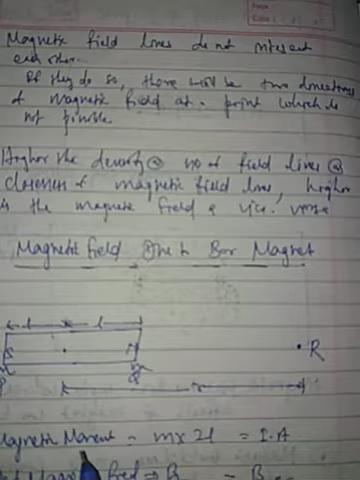 Magnetic field lines do not intersect
each other.
If they do so, there will be two directions
of magnetic field at a point which is
not possible
Higher the density @ no of field lines @
closeness of magnetic field lines, higher
is the magnetic field & vice versa
Magnetic field Due to Bar Magnet
l l
S N R
r
Magnetic Moment = m x 2l = I.A